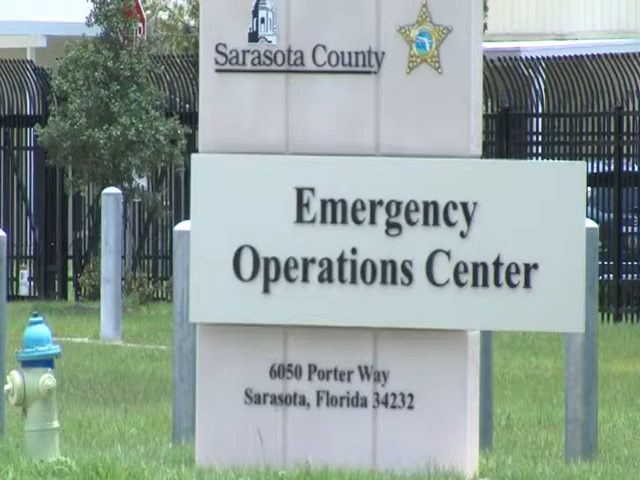 Sarasota County
Emergency
Operations Center
6050 Porter Way
Sarasota, Florida 34232